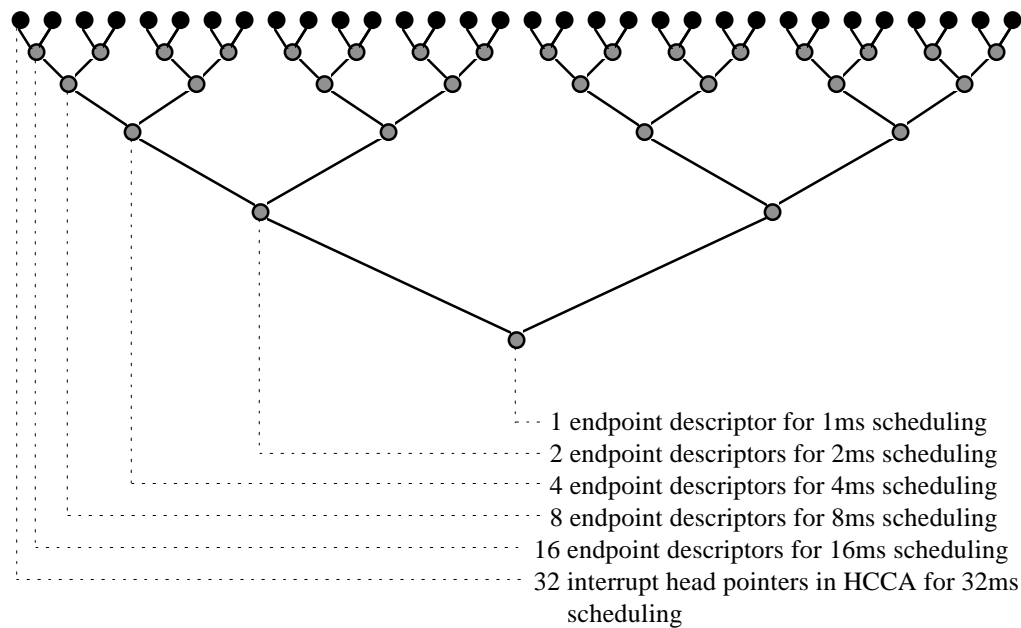 1 endpoint descriptor for 1ms scheduling
2 endpoint descriptors for 2ms scheduling
4 endpoint descriptors for 4ms scheduling
8 endpoint descriptors for 8ms scheduling
16 endpoint descriptors for 16ms scheduling
32 interrupt head pointers in HCCA for 32ms
scheduling